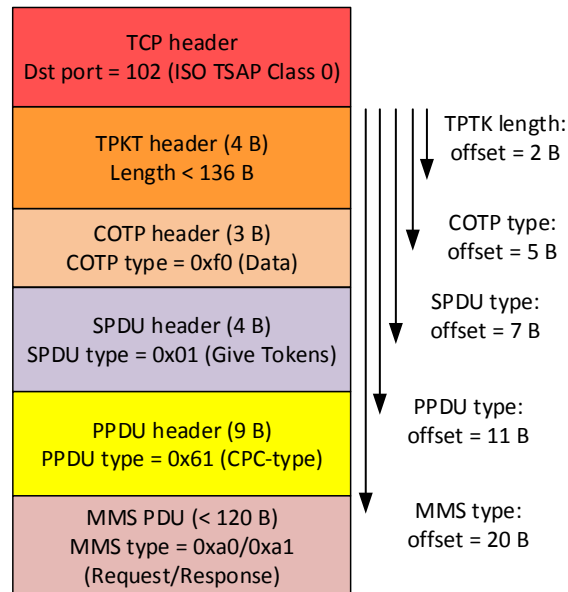 TCP header
Dst port = 102 (ISO TSAP Class 0)
TPKT header (4 B)
Length < 136 B
TPTK length:
offset = 2 B
COTP header (3 B)
COTP type = 0xf0 (Data)
COTP type:
offset = 5 B
SPDU header (4 B)
SPDU type = 0x01 (Give Tokens)
SPDU type:
offset = 7 B
PPDU header (9 B)
PPDU type = 0x61 (CPC-type)
PPDU type:
offset = 11 B
MMS PDU (< 120 B)
MMS type = 0xa0/0xa1
(Request/Response)
MMS type:
offset = 20 B